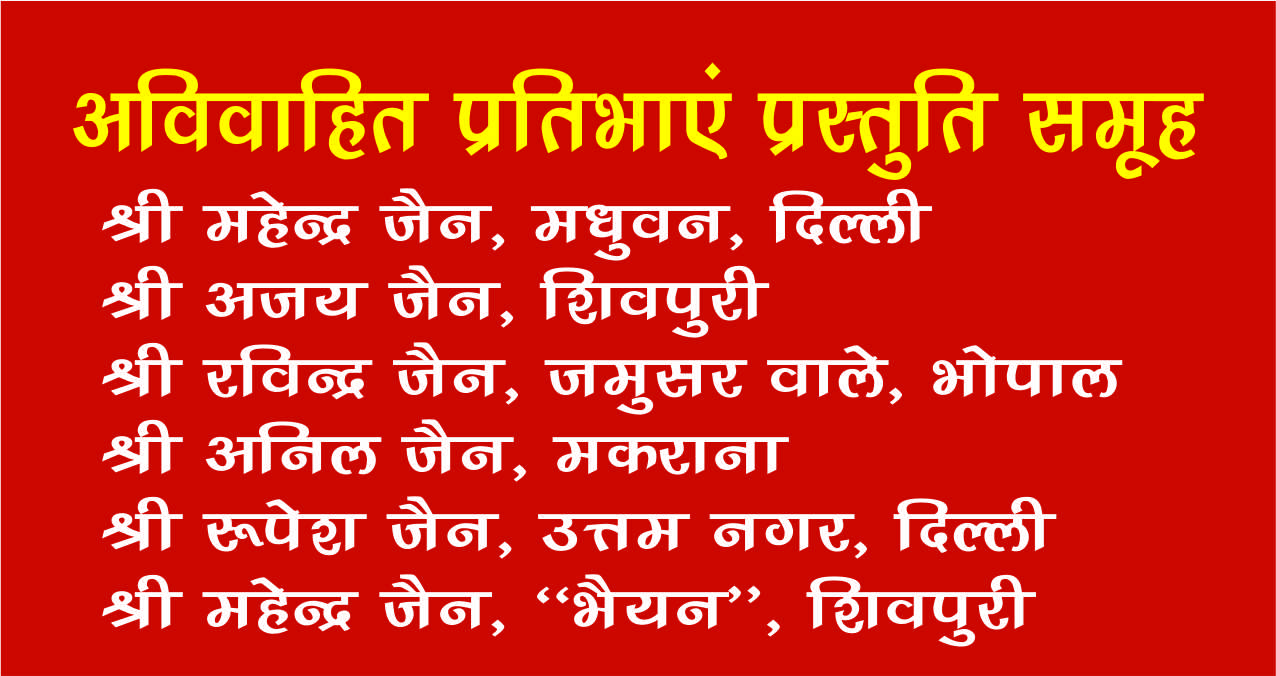 अविवाहित प्रतिभाएं प्रस्तुति समूह
श्री महेन्द्र जैन, मधुवन, दिल्ली
श्री अजय जैन, शिवपुरी
श्री रविन्द्र जैन, जमुसर वाले, भोपाल
श्री अनिल जैन, मकराना
श्री रूपेश जैन, उत्तम नगर, दिल्ली
श्री महेन्द्र जैन, “भैयन”, शिवपुरी